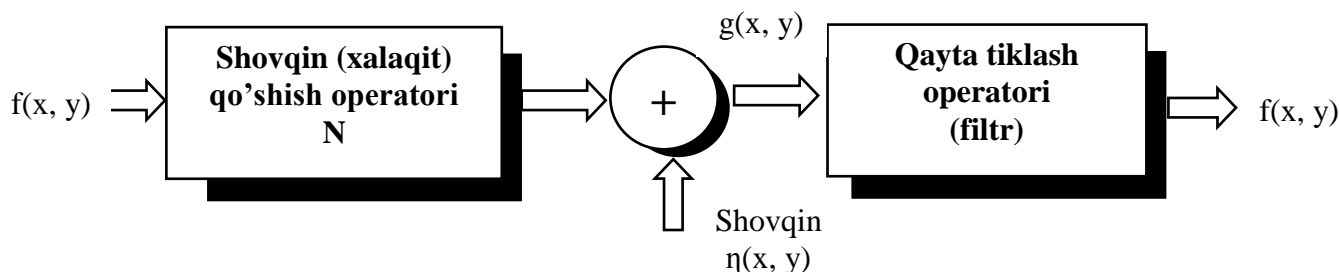 f(x, y)
Shovqin (xalaqit)
qo’shish operatori
N
+
g(x, y)
Shovqin
η(x, y)
Qayta tiklash
operatori
(filtr)
f(x, y)